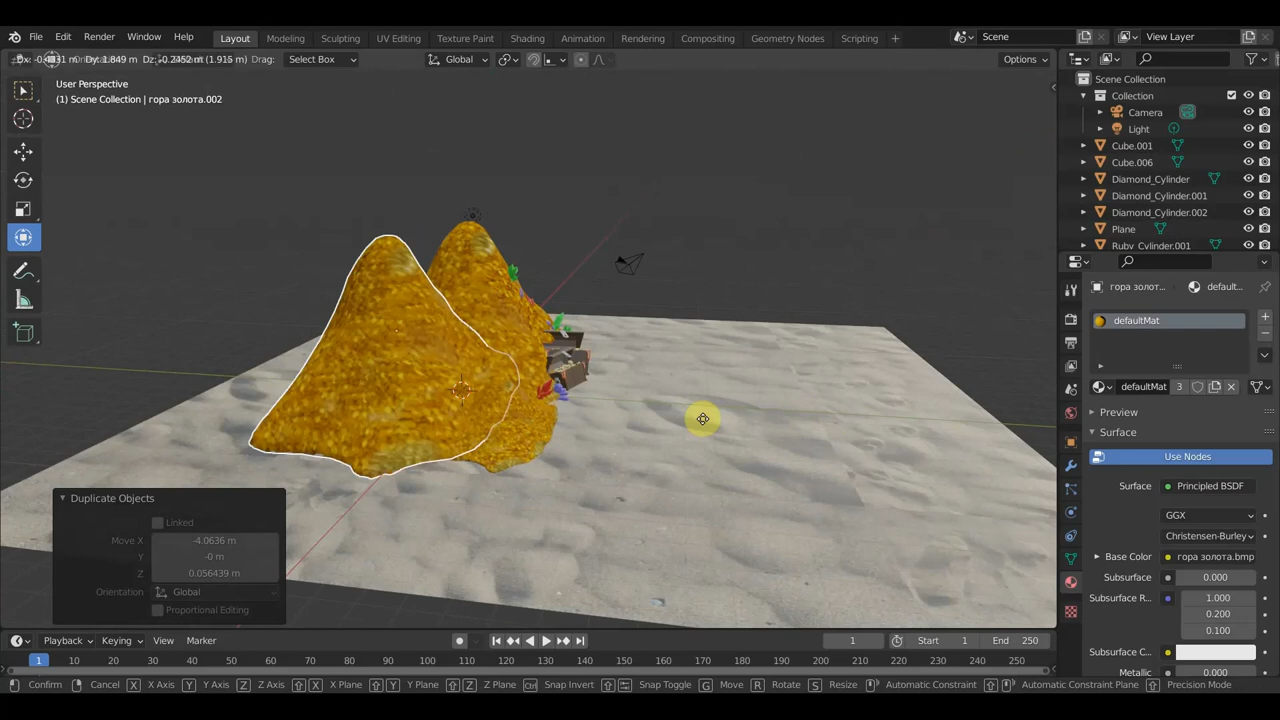 File Edit Render Window Help
Layout Modeling Sculpting UV Editing Texture Paint Shading Animation Rendering Compositing Geometry Nodes Scripting +
Scene
View Layer
Dy: 1.849 m
(1.915 m) Drag: Select Box
Global
Options
User Perspective
(1) Scene Collection | гора золота.002
Scene Collection
Collection
Camera
Light
Cube.001
Cube.006
Diamond_Cylinder
Diamond_Cylinder.001
Diamond_Cylinder.002
Plane
Ruby_Cylinder.001
гора золот...
default...
defaultMat
defaultMat 3
Preview
Surface
Use Nodes
Surface Principled BSDF
GGX
Christensen-Burley
Base Color гора золота.bmp
Subsurface 0.000
Subsurface R... 1.000
0.200
0.100
Subsurface C...
Metallic 0.000
Duplicate Objects
Linked
Move X -4.0636 m
Y -0 m
Z 0.056439 m
Orientation Global
Proportional Editing
Playback Keying View Marker
1
Start 1
End 250
1 10 20 30 40 50 60 70 80 90 100 110 120 130 140 150 160 170 180 190 200 210 220 230 240 250
Confirm Cancel X X Axis Y Y Axis Z Z Axis X X Plane Y Y Plane Z Z Plane Ctrl Snap Invert Snap Toggle G Move R Rotate S Resize Automatic Constraint Automatic Constraint Plane Precision Mode